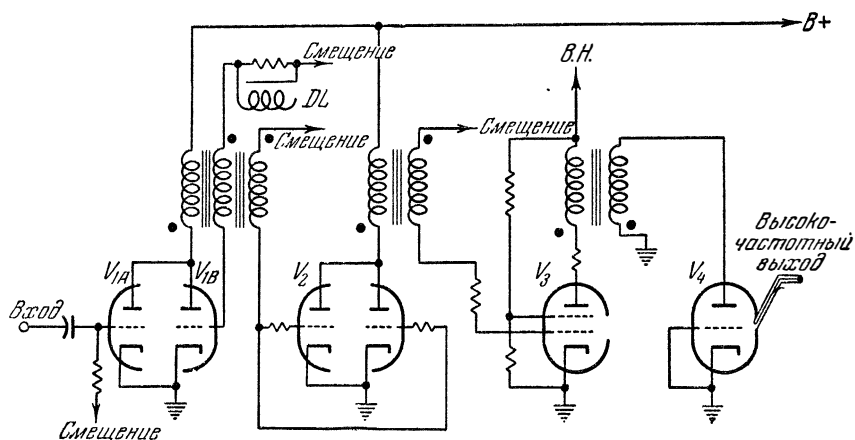 B+
Смещение
DL
В.Н.
Смещение
Смещение
Высоко-
частотный
выход
V1A
V1B
V2
V3
V4
Вход
Смещение